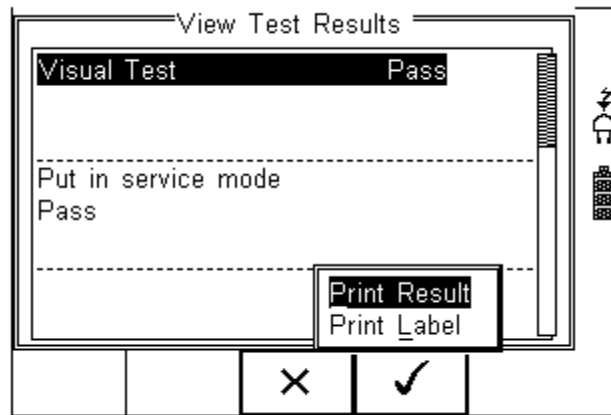 View Test Results
Visual Test Pass
Put in service mode
Pass
Print Result
Print Label